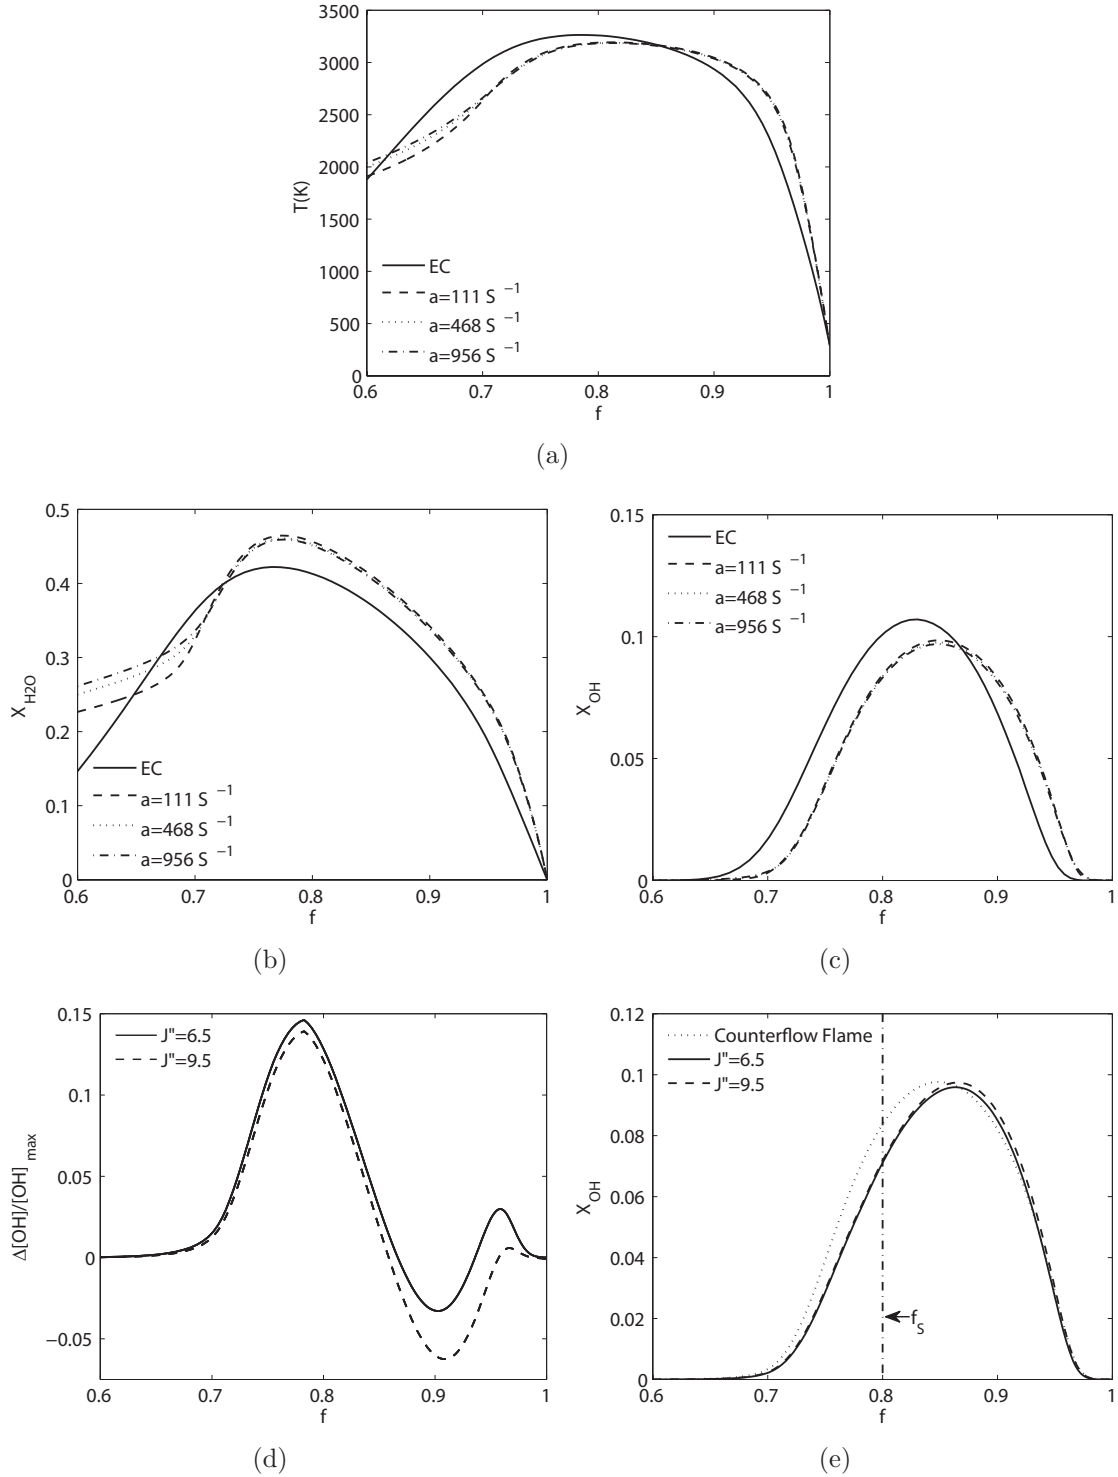 3500
3000
2500
2000
1500
1000
500
0
T(K)
EC
a=111 S −1
a=468 S −1
a=956 S −1
0.6 0.7 0.8 0.9 1
f
(a)
0.5
0.4
0.3
0.2
0.1
0
X H2O
EC
a=111 S −1
a=468 S −1
a=956 S −1
0.6 0.7 0.8 0.9 1
f
(b)
0.15
0.1
0.05
0
X OH
EC
a=111 S −1
a=468 S −1
a=956 S −1
0.6 0.7 0.8 0.9 1
f
(c)
0.15
0.1
0.05
0
−0.05
Δ[OH]/[OH] max
J"=6.5
J"=9.5
0.6 0.7 0.8 0.9 1
f
(d)
0.12
0.1
0.08
0.06
0.04
0.02
0
X OH
Counterflow Flame
J"=6.5
J"=9.5
f S
0.6 0.7 0.8 0.9 1
f
(e)